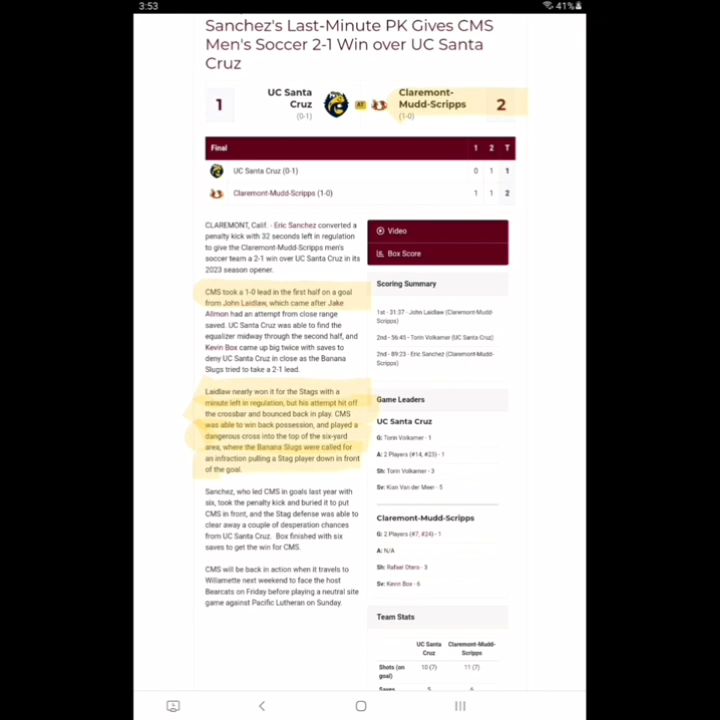 3:53
41%
Sanchez's Last-Minute PK Gives CMS
Men's Soccer 2-1 Win over UC Santa
Cruz
1
UC Santa
Cruz
(0-1)
AT
Claremont-
Mudd-Scripps
(1-0)
2
Final 1 2 T
UC Santa Cruz (0-1) 0 1 1
Claremont-Mudd-Scripps (1-0) 1 1 2
CLAREMONT, Calif. - Eric Sanchez converted a
penalty kick with 32 seconds left in regulation
to give the Claremont-Mudd-Scripps men's
soccer team a 2-1 win over UC Santa Cruz in its
2023 season opener.
CMS took a 1-0 lead in the first half on a goal
from John Laidlaw, which came after Jake
Allmon had an attempt from close range
saved. UC Santa Cruz was able to find the
equalizer midway through the second half, and
Kevin Box came up big twice with saves to
deny UC Santa Cruz in close as the Banana
Slugs tried to take a 2-1 lead.
Laidlaw nearly won it for the Stags with a
minute left in regulation, but his attempt hit off
the crossbar and bounced back in play. CMS
was able to win back possession, and played a
dangerous cross into the top of the six-yard
area, where the Banana Slugs were called for
an infraction pulling a Stag player down in front
of the goal.
Sanchez, who led CMS in goals last year with
six, took the penalty kick and buried it to put
CMS in front, and the Stag defense was able to
clear away a couple of desperation chances
from UC Santa Cruz. Box finished with six
saves to get the win for CMS.
CMS will be back in action when it travels to
Willamette next weekend to face the host
Bearcats on Friday before playing a neutral site
game against Pacific Lutheran on Sunday.
Video
Box Score
Scoring Summary
1st - 31:37 - John Laidlaw (Claremont-Mudd-
Scripps)
2nd - 56:45 - Torin Volkamer (UC Santa Cruz)
2nd - 89:23 - Eric Sanchez (Claremont-Mudd-
Scripps)
Game Leaders
UC Santa Cruz
G: Torin Volkamer - 1
A: 2 Players (#14, #23) - 1
Sh: Torin Volkamer - 3
Sv: Kian Van der Meer - 5
Claremont-Mudd-Scripps
G: 2 Players (#7, #24) - 1
A: N/A
Sh: Rafael Otero - 3
Sv: Kevin Box - 6
Team Stats
UC Santa
Cruz
Claremont-Mudd-
Scripps
Shots (on
goal)
10 (7) 11 (7)
Saves 5 6